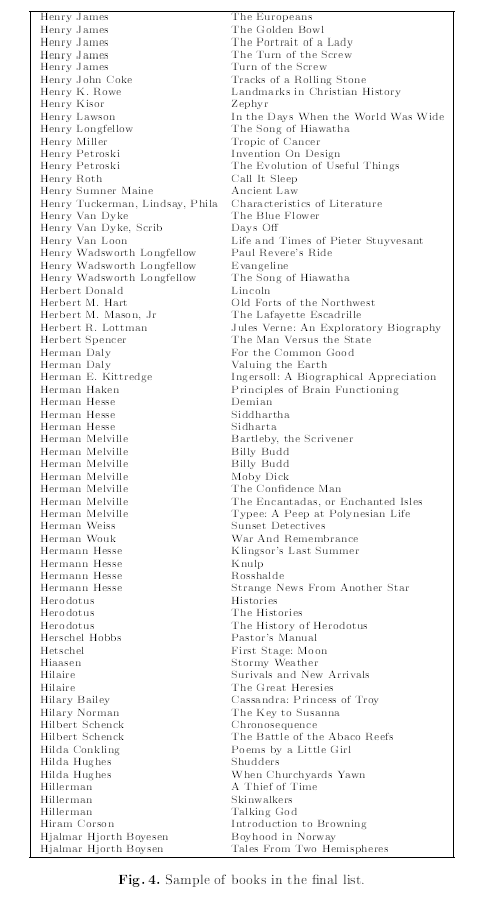 Henry James The Europeans
Henry James The Golden Bowl
Henry James The Portrait of a Lady
Henry James The Turn of the Screw
Henry James Turn of the Screw
Henry John Coke Tracks of a Rolling Stone
Henry K. Rowe Landmarks in Christian History
Henry Kisor Zephyr
Henry Lawson In the Days When the World Was Wide
Henry Longfellow The Song of Hiawatha
Henry Miller Tropic of Cancer
Henry Petroski Invention On Design
Henry Petroski The Evolution of Useful Things
Henry Roth Call It Sleep
Henry Sumner Maine Ancient Law
Henry Tuckerman, Lindsay, Phila Characteristics of Literature
Henry Van Dyke The Blue Flower
Henry Van Dyke, Scrib Days Off
Henry Van Loon Life and Times of Pieter Stuyvesant
Henry Wadsworth Longfellow Paul Revere's Ride
Henry Wadsworth Longfellow Evangeline
Henry Wadsworth Longfellow The Song of Hiawatha
Herbert Donald Lincoln
Herbert M. Hart Old Forts of the Northwest
Herbert M. Mason, Jr The Lafayette Escadrille
Herbert R. Lottman Jules Verne: An Exploratory Biography
Herbert Spencer The Man Versus the State
Herman Daly For the Common Good
Herman Daly Valuing the Earth
Herman E. Kittredge Ingersoll: A Biographical Appreciation
Herman Haken Principles of Brain Functioning
Herman Hesse Demian
Herman Hesse Siddhartha
Herman Hesse Sidharta
Herman Melville Bartleby, the Scrivener
Herman Melville Billy Budd
Herman Melville Billy Budd
Herman Melville Moby Dick
Herman Melville The Confidence Man
Herman Melville The Encantadas, or Enchanted Isles
Herman Melville Typee: A Peep at Polynesian Life
Herman Weiss Sunset Detectives
Herman Wouk War And Remembrance
Hermann Hesse Klingsor's Last Summer
Hermann Hesse Knulp
Hermann Hesse Rosshalde
Hermann Hesse Strange News From Another Star
Herodotus Histories
Herodotus The Histories
Herodotus The History of Herodotus
Herschel Hobbs Pastor's Manual
Hetschel First Stage: Moon
Hiaasen Stormy Weather
Hilaire Surivals and New Arrivals
Hilaire The Great Heresies
Hilary Bailey Cassandra: Princess of Troy
Hilary Norman The Key to Susanna
Hilbert Schenck Chronosequence
Hilbert Schenck The Battle of the Abaco Reefs
Hilda Conkling Poems by a Little Girl
Hilda Hughes Shudders
Hilda Hughes When Churchyards Yawn
Hillerman A Thief of Time
Hillerman Skinwalkers
Hillerman Talking God
Hiram Corson Introduction to Browning
Hjalmar Hjorth Boyesen Boyhood in Norway
Hjalmar Hjorth Boysen Tales From Two Hemispheres
Fig. 4. Sample of books in the final list.